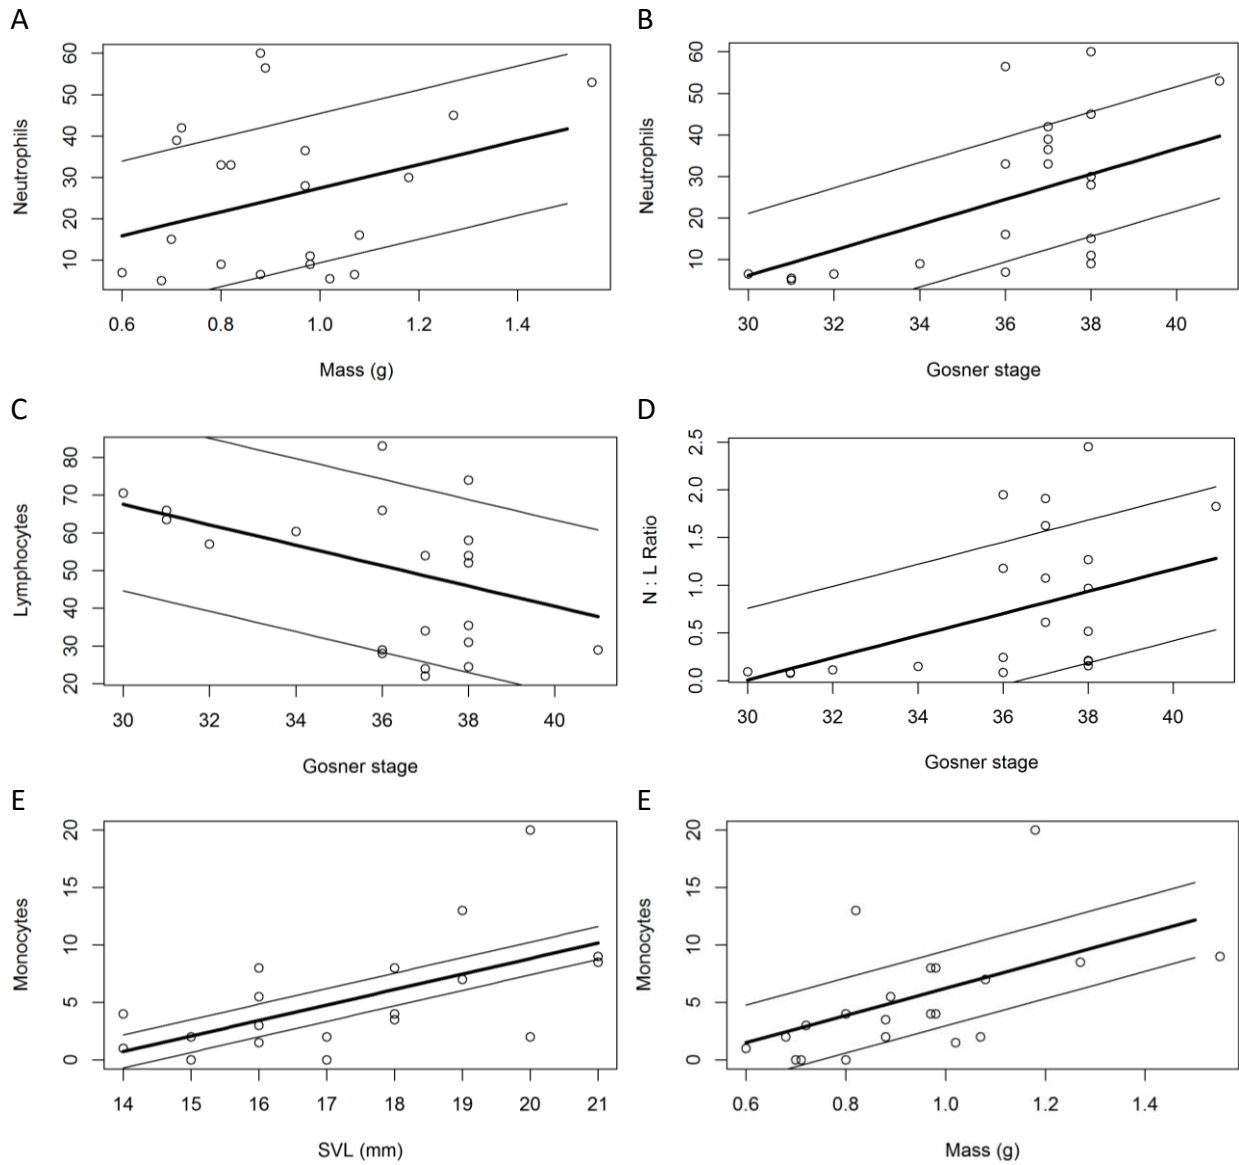 A
B
Neutrophils
10 20 30 40 50 60
0.6 0.8 1.0 1.2 1.4
Mass (g)
Neutrophils
10 20 30 40 50 60
30 32 34 36 38 40
Gosner stage
C
D
Lymphocytes
20 30 40 50 60 70 80
30 32 34 36 38 40
Gosner stage
N : L Ratio
0.0 0.5 1.0 1.5 2.0 2.5
30 32 34 36 38 40
Gosner stage
E
E
Monocytes
0 5 10 15 20
14 15 16 17 18 19 20 21
SVL (mm)
Monocytes
0 5 10 15 20
0.6 0.8 1.0 1.2 1.4
Mass (g)